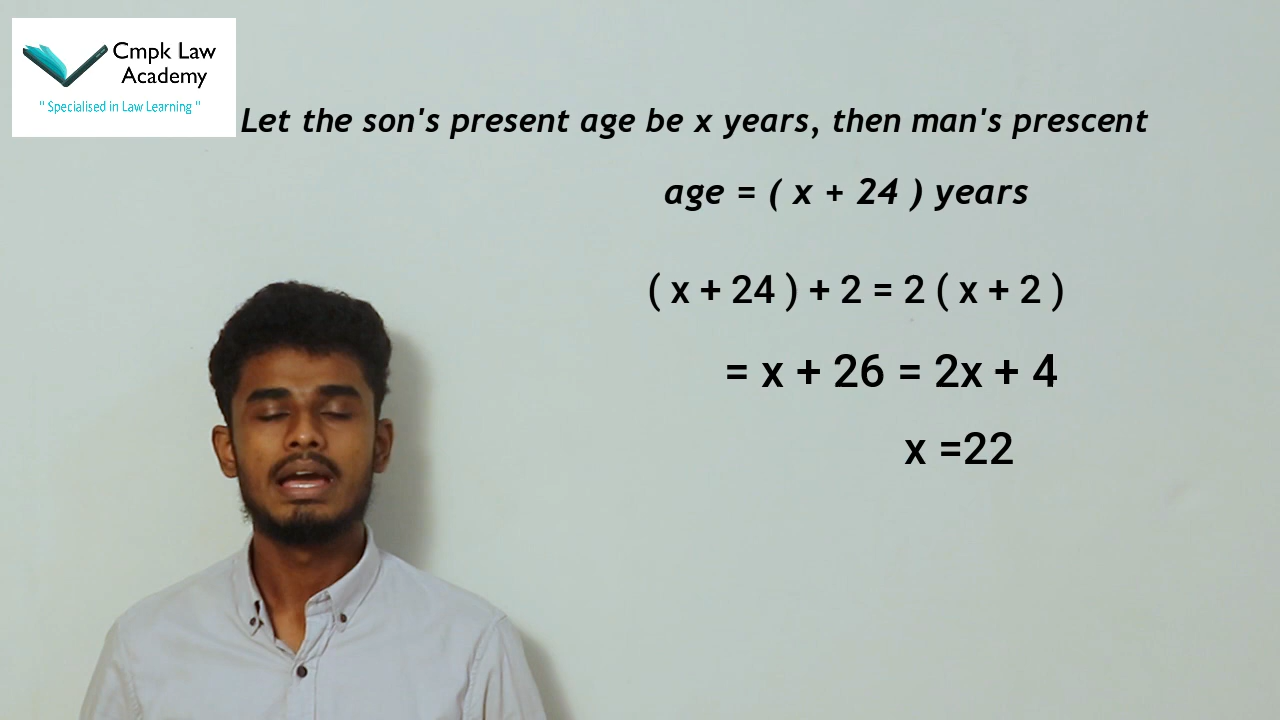 Cmpk Law
Academy
" Specialised in Law Learning "
Let the son's present age be x years, then man's prescent
age = ( x + 24 ) years
( x + 24 ) + 2 = 2 ( x + 2 )
= x + 26 = 2x + 4
x =22